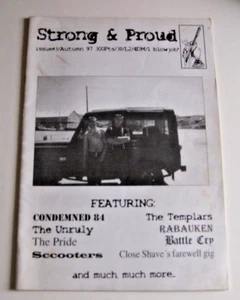 Strong & Proud
FEATURING:
CONDEMNED 84
The Templars
The Unruly
RABAUKEN
The Pride
Battle Cry
Sccooters
Close Shave's farewell gig
and much, much more...